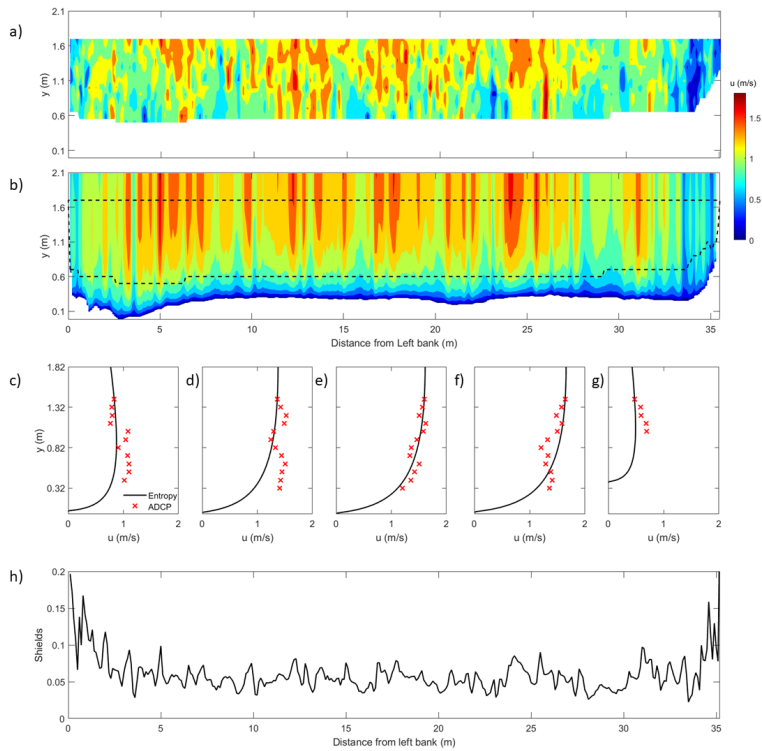 a)
2.1
1.6
1.1
0.6
0.1
y (m)
u (m/s)
1.5
1
0.5
0
b)
2.1
1.6
1.1
0.6
0.1
y (m)
0 5 10 15 20 25 30 35
Distance from Left bank (m)
c) d) e) f) g)
1.82
1.32
0.82
0.32
y (m)
Entropy
ADCP
0 1 2 0 1 2 0 1 2 0 1 2 0 1 2
u (m/s) u (m/s) u (m/s) u (m/s) u (m/s)
h)
0.2
0.15
0.1
0.05
0
Shields
0 5 10 15 20 25 30 35
Distance from left bank (m)